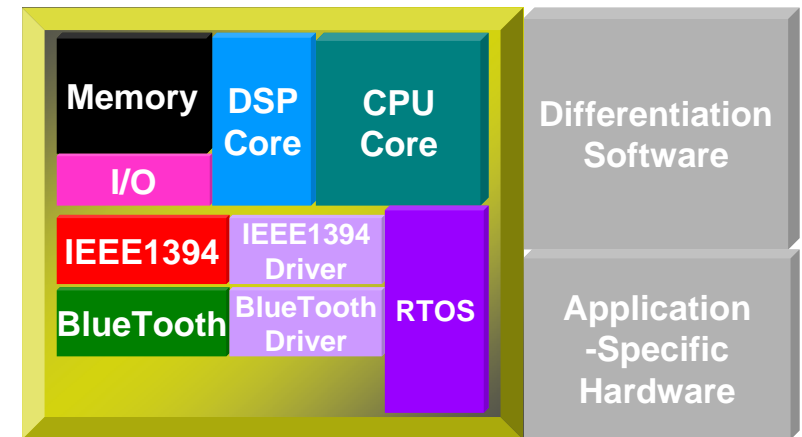 Memory
DSP
Core
CPU
Core
I/O
IEEE1394
IEEE1394
Driver
BlueTooth
BlueTooth
Driver
RTOS
Differentiation
Software
Application
-Specific
Hardware